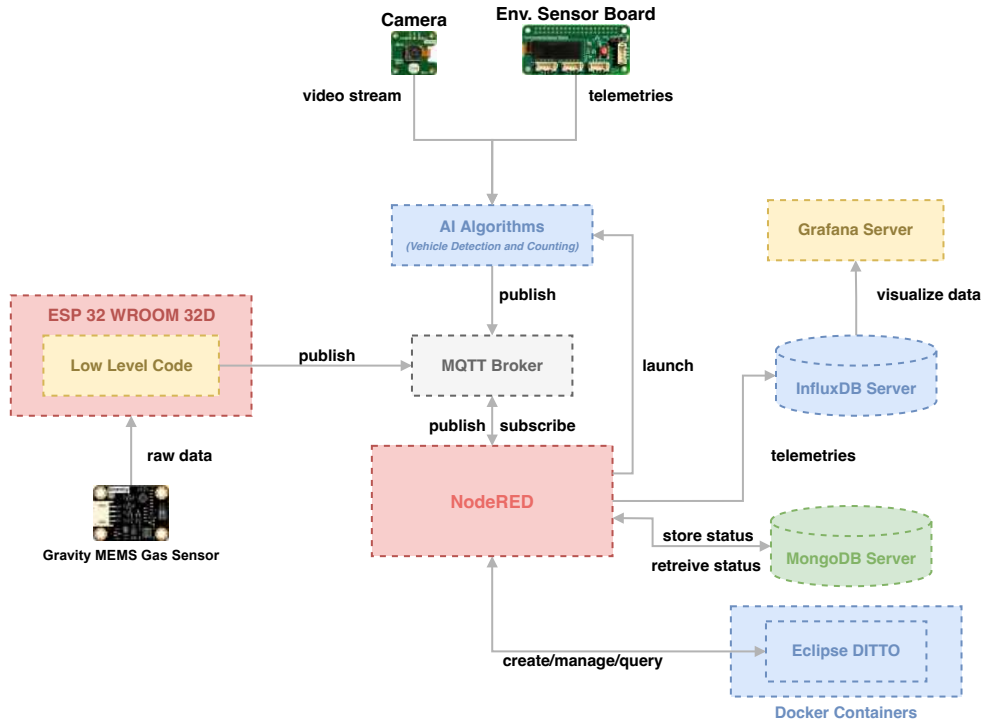 Camera
Env. Sensor Board
video stream
telemetries
AI Algorithms
(Vehicle Detection and Counting)
Grafana Server
publish
visualize data
ESP 32 WROOM 32D
Low Level Code
publish
MQTT Broker
launch
InfluxDB Server
publish
subscribe
raw data
telemetries
NodeRED
Gravity MEMS Gas Sensor
store status
MongoDB Server
retreive status
Eclipse DITTO
create/manage/query
Docker Containers